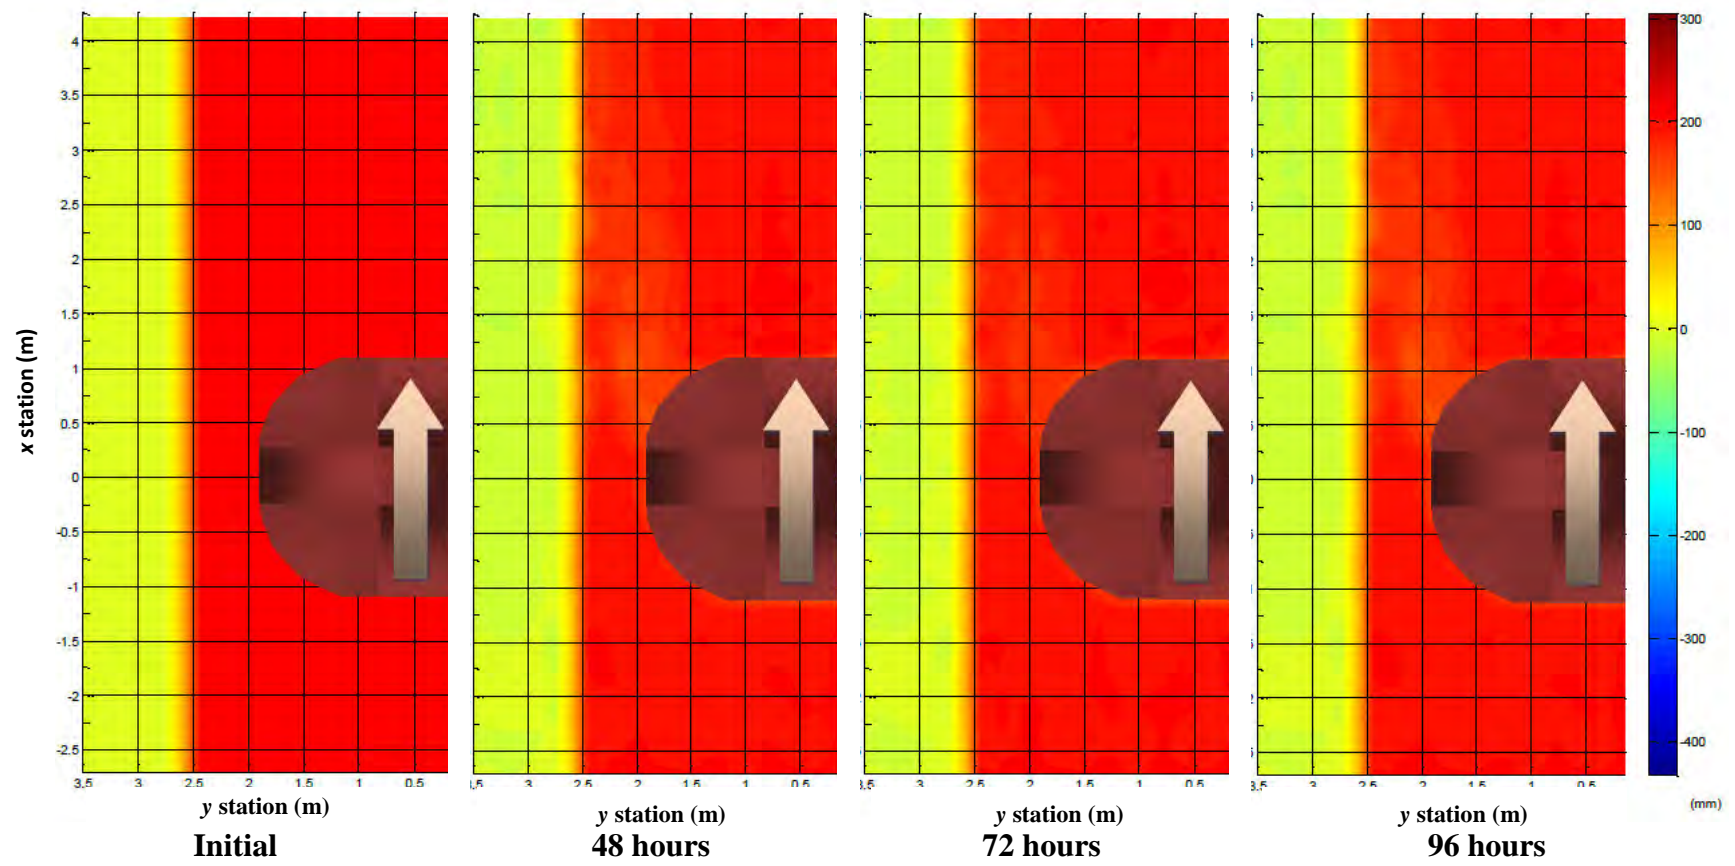 4
3.5
3
2.5
2
1.5
1
0.5
0
-0.5
-1
-1.5
-2
-2.5
x station (m)
3.5 3 2.5 2 1.5 1 0.5
y station (m)
Initial
3 2.5 2 1.5 1 0.5
y station (m)
48 hours
3.5 3 2.5 2 1.5 1 0.5
y station (m)
72 hours
3.5 3 2.5 2 1.5 1 0.5
y station (m)
96 hours
300
200
100
0
-100
-200
-300
-400
(mm)